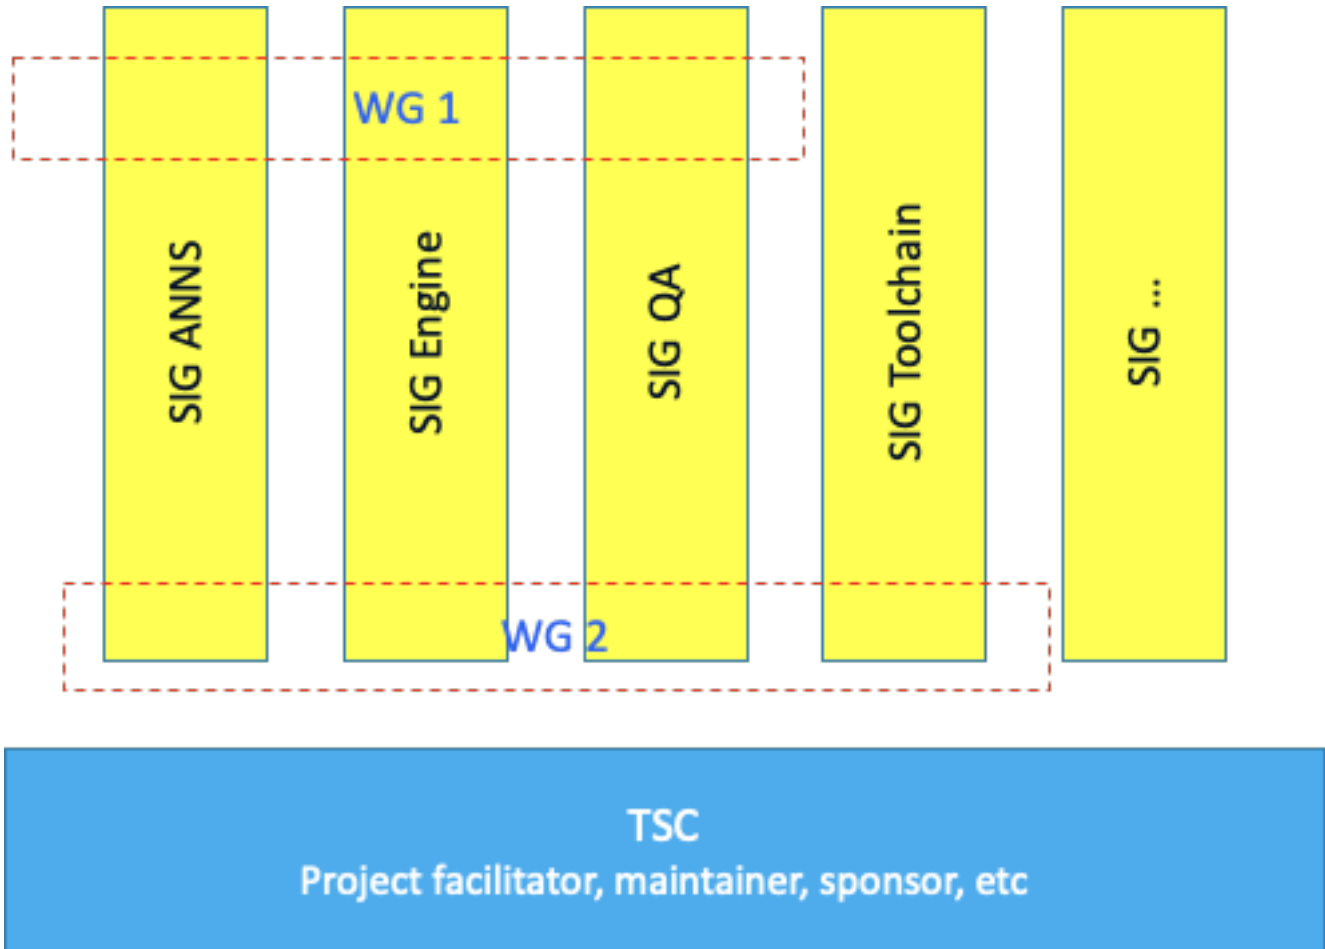 WG 1
SIG ANNS
SIG Engine
SIG QA
SIG Toolchain
SIG ...
WG 2
TSC
Project facilitator, maintainer, sponsor, etc